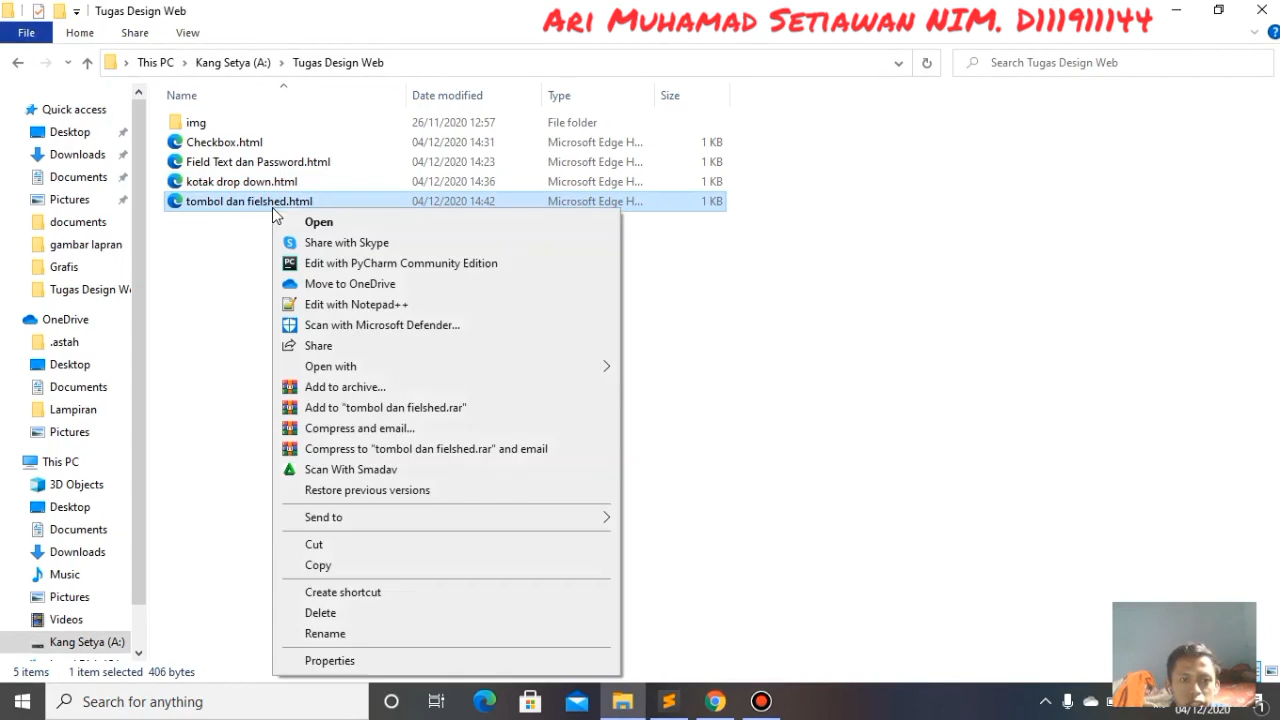 Tugas Design Web
Ari Muhamad Setiawan NIM. D111911144
File Home Share View
This PC Kang Setya (A:) Tugas Design Web
Search Tugas Design Web
Name Date modified Type Size
Quick access
Desktop
Downloads
Documents
Pictures
documents
gambar lapran
Grafis
Tugas Design We
OneDrive
.astah
Desktop
Documents
Lampiran
Pictures
This PC
3D Objects
Desktop
Documents
Downloads
Music
Pictures
Videos
Kang Setya (A:)
img 26/11/2020 12:57 File folder
Checkbox.html 04/12/2020 14:31 Microsoft Edge H... 1 KB
Field Text dan Password.html 04/12/2020 14:23 Microsoft Edge H... 1 KB
kotak drop down.html 04/12/2020 14:36 Microsoft Edge H... 1 KB
tombol dan fielshed.html 04/12/2020 14:42 Microsoft Edge H... 1 KB
Open
Share with Skype
Edit with PyCharm Community Edition
Move to OneDrive
Edit with Notepad++
Scan with Microsoft Defender...
Share
Open with
Add to archive...
Add to "tombol dan fielshed.rar"
Compress and email...
Compress to "tombol dan fielshed.rar" and email
Scan With Smadav
Restore previous versions
Send to
Cut
Copy
Create shortcut
Delete
Rename
Properties
5 items 1 item selected 406 bytes
Search for anything
04/12/2020